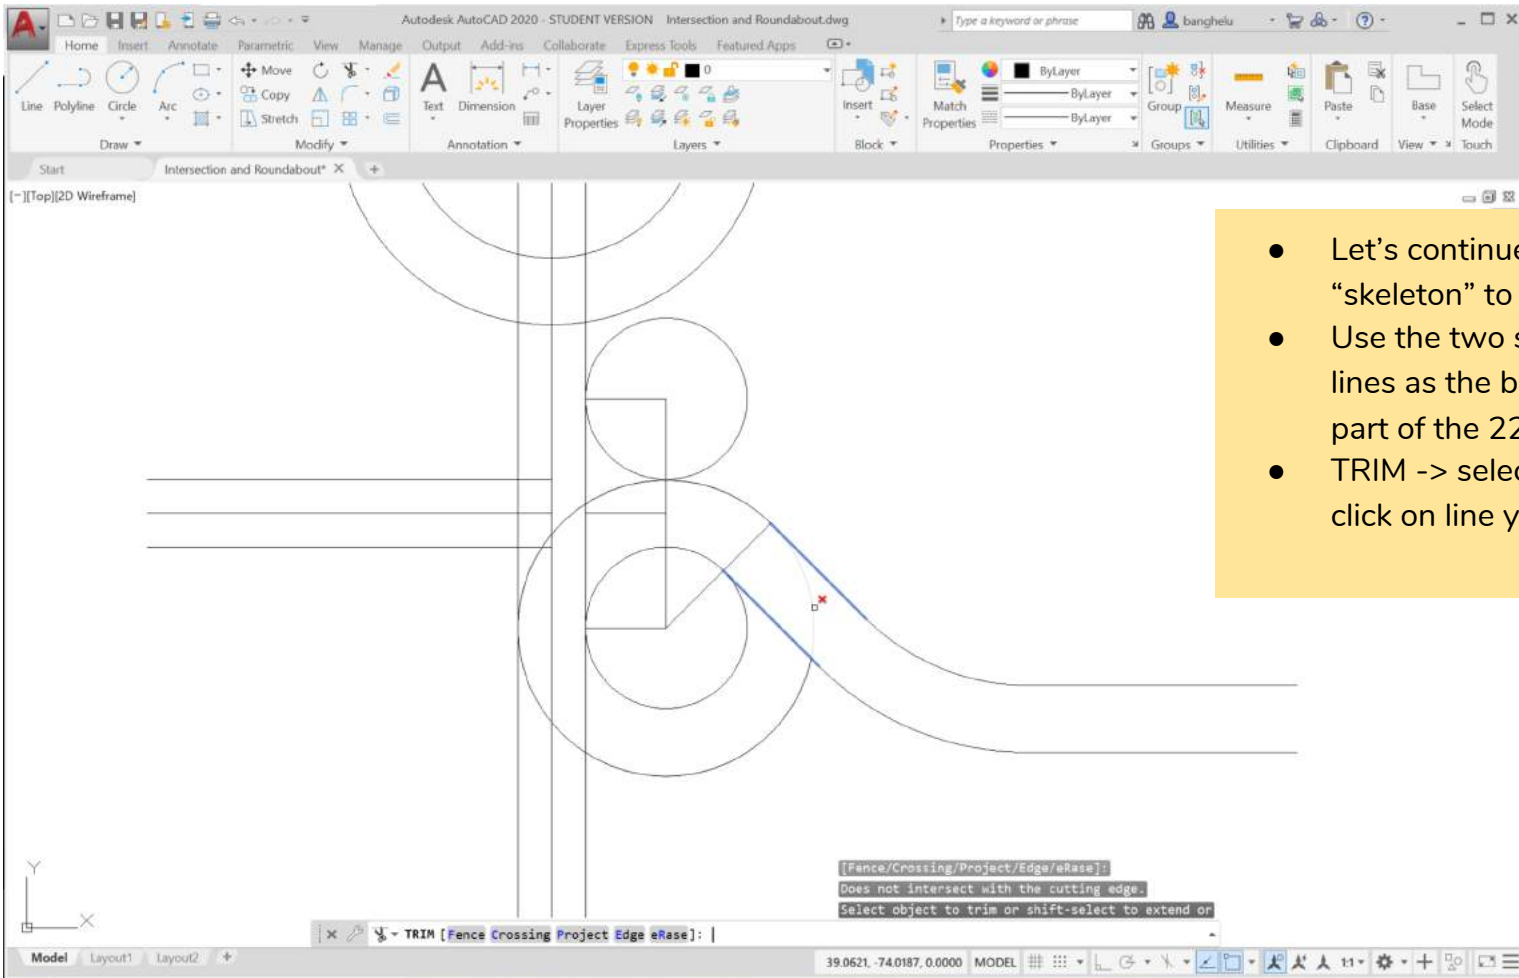 Autodesk AutoCAD 2020 - STUDENT VERSION Intersection and Roundabout.dwg
Type a keyword or phrase
banghelu
Home Insert Annotate Parametric View Manage Output Add-ins Collaborate Express Tools Featured Apps
Line Polyline Circle Arc
Move
Copy
Stretch
Text Dimension
Layer Properties
0
Insert
Match Properties
ByLayer
ByLayer
ByLayer
Group
Measure
Paste
Base
Select Mode
Draw Modify Annotation Layers Block Properties Groups Utilities Clipboard View Touch
Start Intersection and Roundabout* X +
[-][Top][2D Wireframe]
● Let’s continue
“skeleton” to
● Use the two s
lines as the b
part of the 22
● TRIM -> selec
click on line y
Y
X
[Fence/Crossing/Project/Edge/eRase]:
Does not intersect with the cutting edge.
Select object to trim or shift-select to extend or
TRIM [Fence Crossing Project Edge eRase]:
Model Layout1 Layout2 +
39.0621, -74.0187, 0.0000 MODEL 1:1